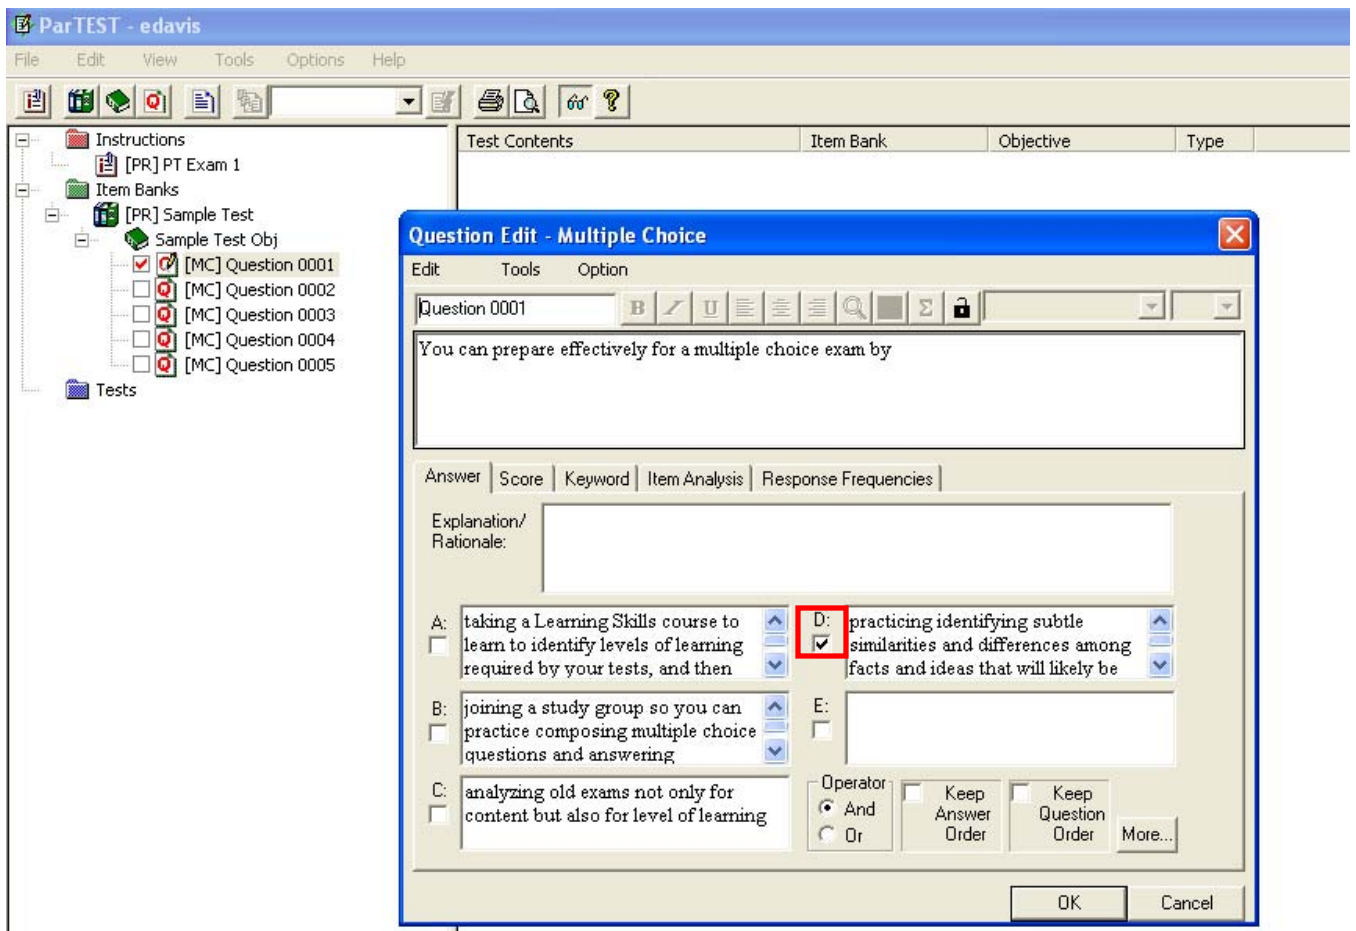 ParTEST - edavis
File Edit View Tools Options Help
Instructions
[PR] PT Exam 1
Item Banks
[PR] Sample Test
Sample Test Obj
[MC] Question 0001
[MC] Question 0002
[MC] Question 0003
[MC] Question 0004
[MC] Question 0005
Tests
Test Contents Item Bank Objective Type
Question Edit - Multiple Choice
Edit Tools Option
Question 0001 B I U Σ
You can prepare effectively for a multiple choice exam by
Answer Score Keyword Item Analysis Response Frequencies
Explanation/
Rationale:
A: taking a Learning Skills course to
learn to identify levels of learning
required by your tests, and then
B: joining a study group so you can
practice composing multiple choice
questions and answering
C: analyzing old exams not only for
content but also for level of learning
D: practicing identifying subtle
similarities and differences among
facts and ideas that will likely be
E:
Operator
And
Or
Keep
Answer
Order
Keep
Question
Order
More...
OK Cancel